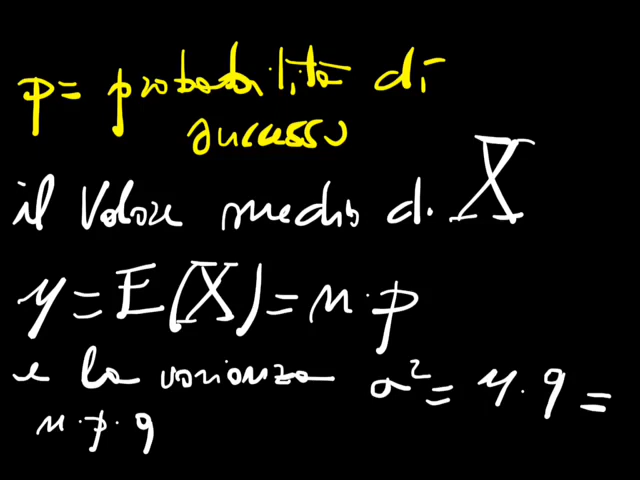 p = probabilità di
successo
il valore medio di X
μ = E(X) = n·p
e la varianza σ² = μ·q =
n·p·q